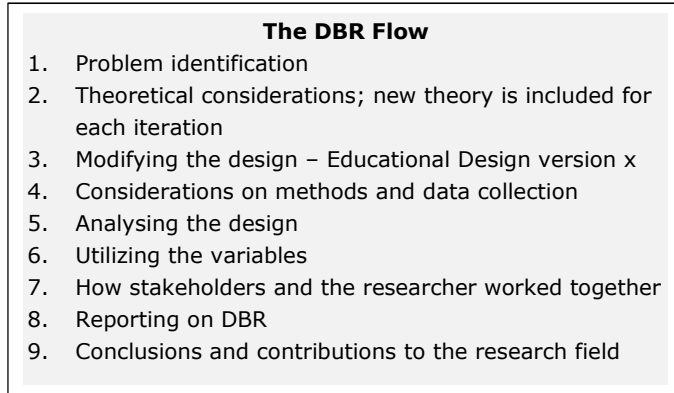 The DBR Flow
1. Problem identification
2. Theoretical considerations; new theory is included for
each iteration
3. Modifying the design – Educational Design version x
4. Considerations on methods and data collection
5. Analysing the design
6. Utilizing the variables
7. How stakeholders and the researcher worked together
8. Reporting on DBR
9. Conclusions and contributions to the research field